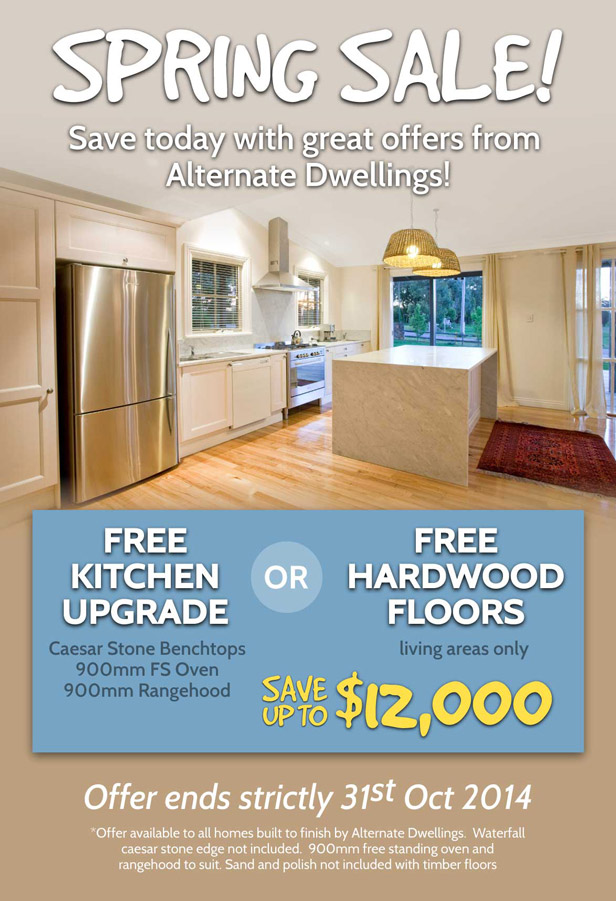 SPRING SALE!
Save today with great offers from
Alternate Dwellings!
FREE
KITCHEN
UPGRADE
Caesar Stone Benchtops
900mm FS Oven
900mm Rangehood
OR
FREE
HARDWOOD
FLOORS
living areas only
SAVE
UP TO
$12,000
Offer ends strictly 31st Oct 2014
*Offer available to all homes built to finish by Alternate Dwellings.  Waterfall
caesar stone edge not included.  900mm free standing oven and
rangehood to suit. Sand and polish not included with timber floors